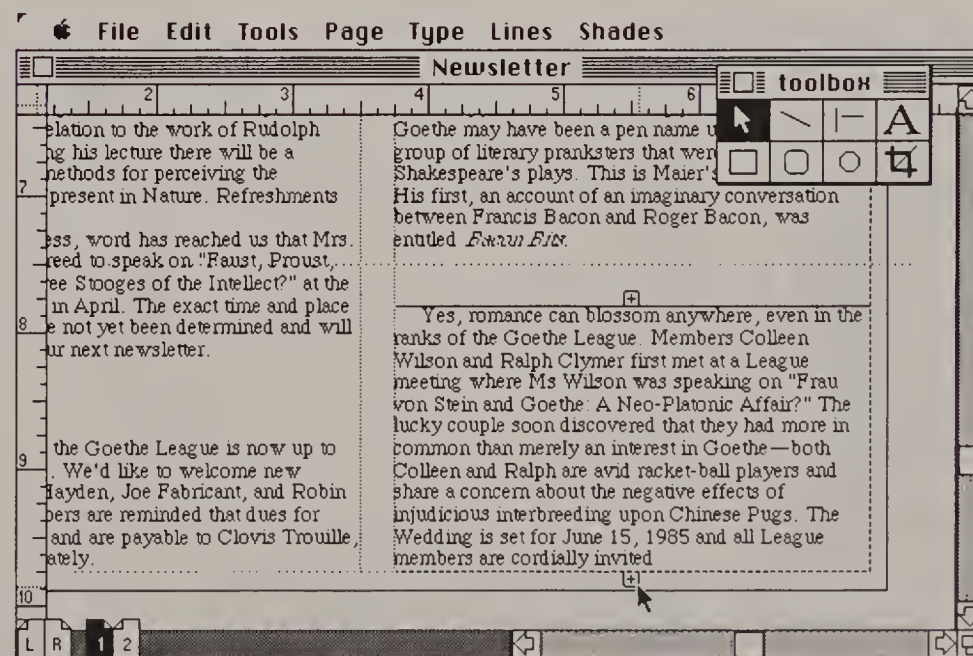 File Edit Tools Page Type Lines Shades
Newsletter
toolbox
A
2 3 4 5 6
elation to the work of Rudolph
ng his lecture there will be a
nethods for perceiving the
present in Nature. Refreshments
ess, word has reached us that Mrs.
reed to speak on "Faust, Proust,
ee Stooges of the Intellect?" at the
in April. The exact time and place
e not yet been determined and will
ur next newsletter.
the Goethe League is now up to
. We'd like to welcome new
Hayden, Joe Fabricant, and Robin
bers are reminded that dues for
and are payable to Clovis Trouille,
ately.
Goethe may have been a pen name u
group of literary pranksters that wer
Shakespeare's plays. This is Maier's
His first, an account of an imaginary conversation
between Francis Bacon and Roger Bacon, was
entitled
Yes, romance can blossom anywhere, even in the
ranks of the Goethe League. Members Colleen
Wilson and Ralph Clymer first met at a League
meeting where Ms Wilson was speaking on "Frau
von Stein and Goethe: A Neo-Platonic Affair?" The
lucky couple soon discovered that they had more in
common than merely an interest in Goethe—both
Colleen and Ralph are avid racket-ball players and
share a concern about the negative effects of
injudicious interbreeding upon Chinese Pugs. The
Wedding is set for June 15, 1985 and all League
members are cordially invited
7
8
9
10
L R 1 2